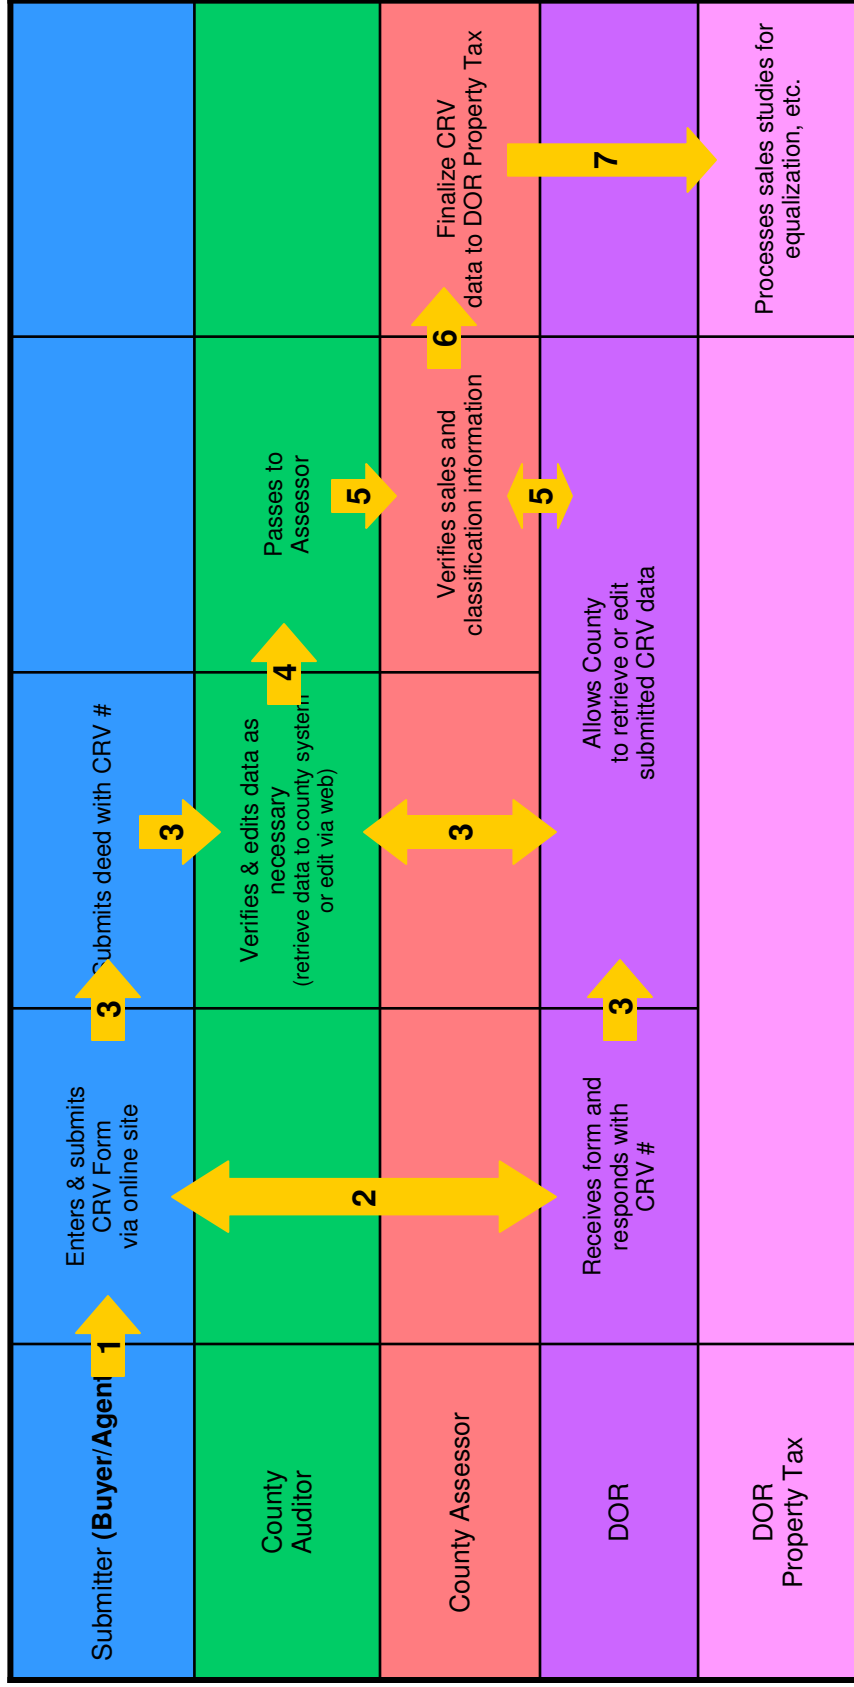 Submitter (Buyer/Agent
1
Enters & submits
CRV Form
via online site
3
Submits deed with CRV #
3
2
County
Auditor
Verifies & edits data as
necessary
(retrieve data to county system
or edit via web)
4
Passes to
Assessor
5
3
County Assessor
Verifies sales and
classification information
6
Finalize CRV
data to DOR Property Tax
5
7
DOR
Receives form and
responds with
CRV #
3
Allows County
to retrieve or edit
submitted CRV data
DOR
Property Tax
Processes sales studies for
equalization, etc.